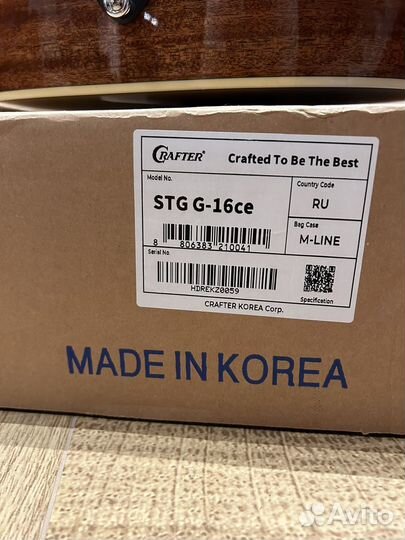 CRAFTER® Crafted To Be The Best
Model No.
STG G-16ce
Country Code
RU
Bag Case
M-LINE
8 806383 210041
Serial No.
HDREKZ0059
Specification
CRAFTER KOREA Corp.
MADE IN KOREA
Avito